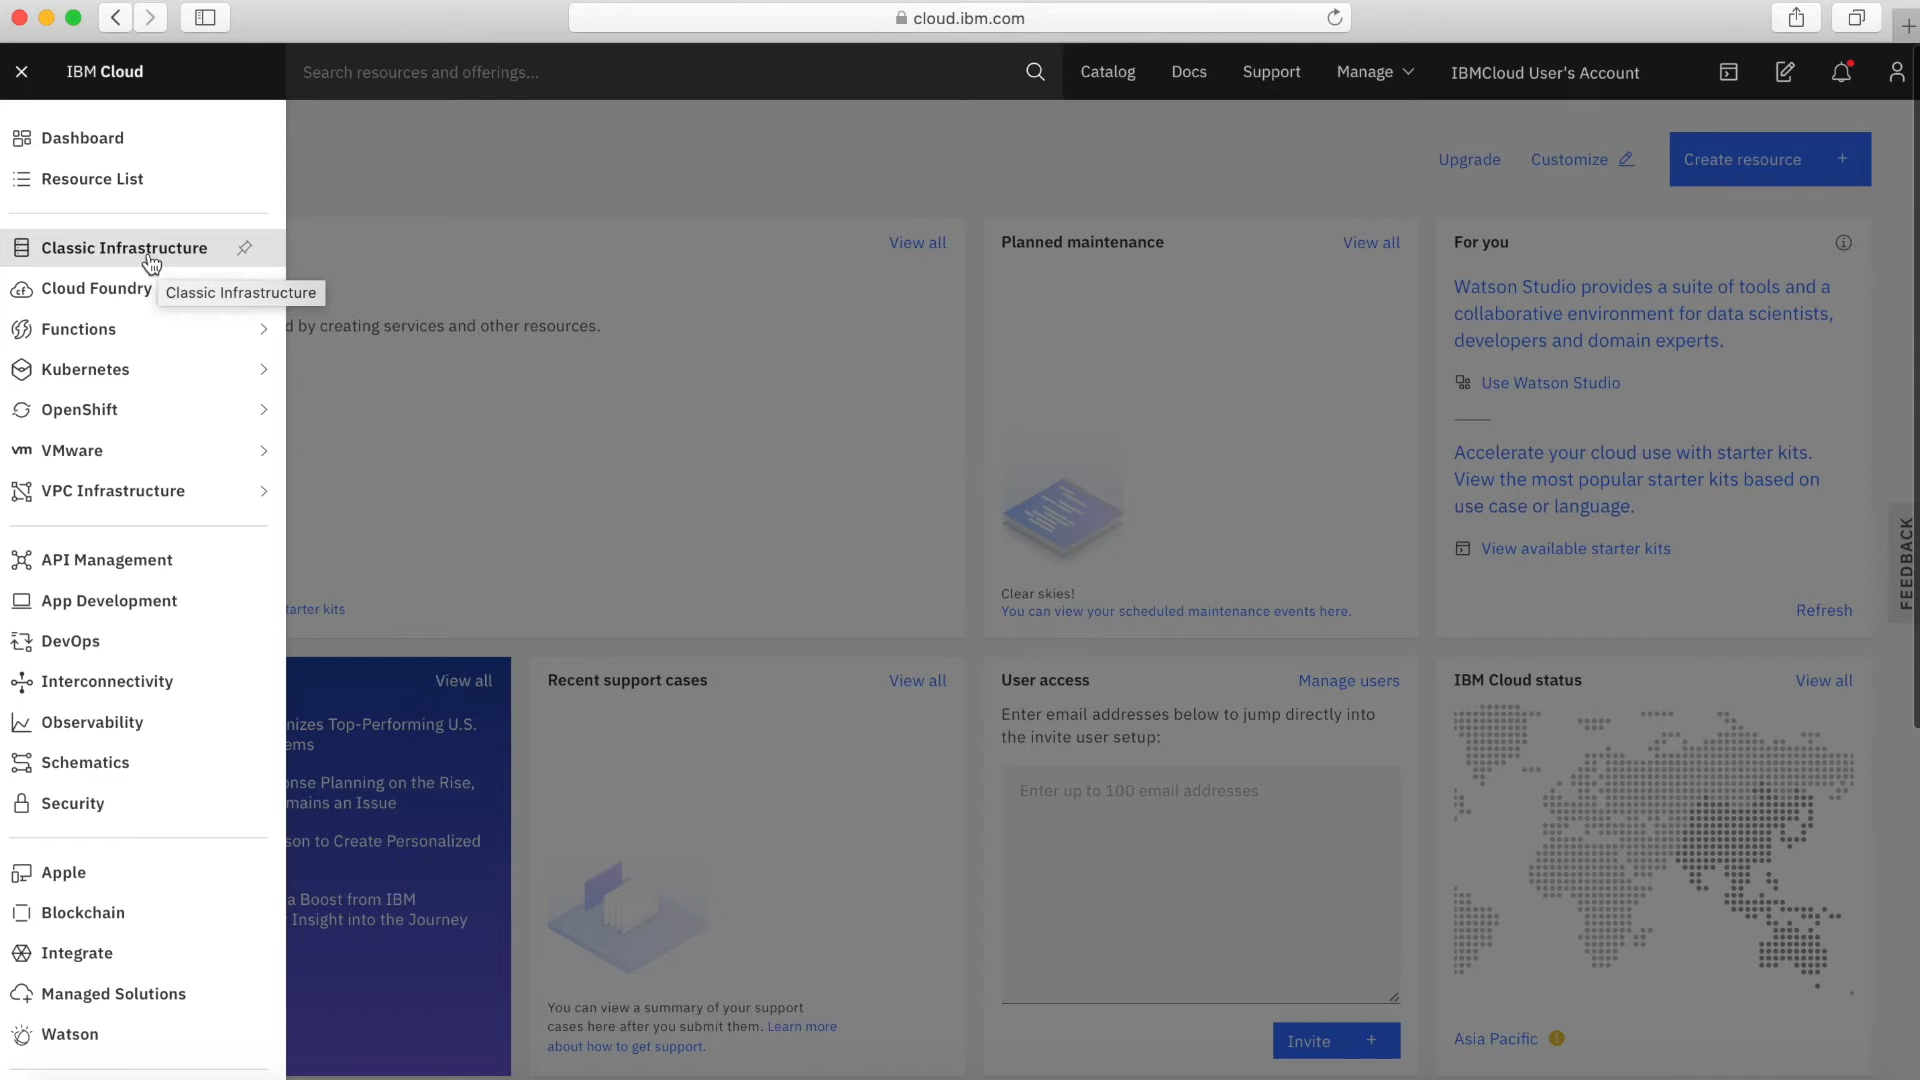 cloud.ibm.com
IBM Cloud
Search resources and offerings...
Catalog
Docs
Support
Manage
IBMCloud User's Account
Dashboard
Resource List
Classic Infrastructure
Cloud Foundry
Classic Infrastructure
Functions
Kubernetes
OpenShift
vm VMware
VPC Infrastructure
API Management
App Development
DevOps
Interconnectivity
Observability
Schematics
Security
Apple
Blockchain
Integrate
Managed Solutions
Watson
Upgrade
Customize
Create resource +
View all
d by creating services and other resources.
tarter kits
Planned maintenance
View all
Clear skies!
You can view your scheduled maintenance events here.
For you
Watson Studio provides a suite of tools and a
collaborative environment for data scientists,
developers and domain experts.
Use Watson Studio
Accelerate your cloud use with starter kits.
View the most popular starter kits based on
use case or language.
View available starter kits
Refresh
FEEDBACK
View all
nizes Top-Performing U.S.
ems
onse Planning on the Rise,
mains an Issue
son to Create Personalized
a Boost from IBM
Insight into the Journey
Recent support cases
View all
You can view a summary of your support
cases here after you submit them. Learn more
about how to get support.
User access
Manage users
Enter email addresses below to jump directly into
the invite user setup:
Enter up to 100 email addresses
Invite +
IBM Cloud status
View all
Asia Pacific